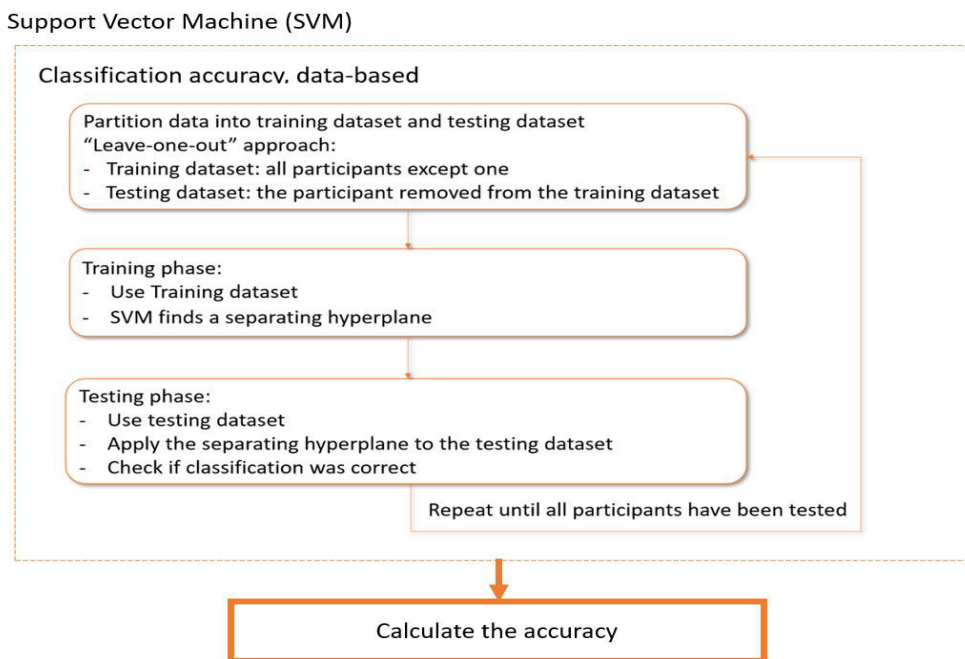 Support Vector Machine (SVM)
Classification accuracy, data-based
Partition data into training dataset and testing dataset
“Leave-one-out” approach:
- Training dataset: all participants except one
- Testing dataset: the participant removed from the training dataset
Training phase:
- Use Training dataset
- SVM finds a separating hyperplane
Testing phase:
- Use testing dataset
- Apply the separating hyperplane to the testing dataset
- Check if classification was correct
Repeat until all participants have been tested
Calculate the accuracy